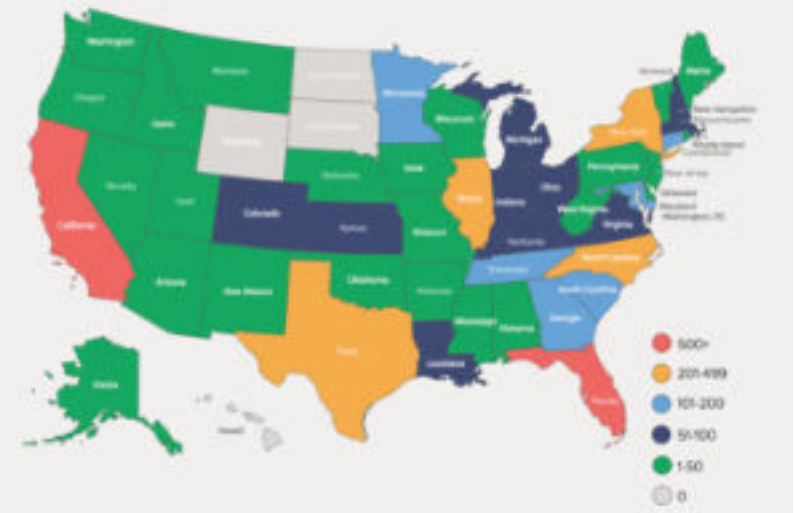 Washington
Montana
Minnesota
Maine
Oregon
Idaho
Wisconsin
Michigan
New York
New Hampshire
Massachusetts
Rhode Island
Connecticut
New Jersey
Nevada
Utah
Nebraska
Iowa
Pennsylvania
Delaware
Maryland
Washington, DC
California
Colorado
Kansas
Missouri
Illinois
Indiana
Ohio
West Virginia
Virginia
Kentucky
Arizona
New Mexico
Oklahoma
Arkansas
Tennessee
North Carolina
South Carolina
Mississippi
Alabama
Georgia
Texas
Louisiana
Florida
Alaska
Hawaii
500+
201-499
101-200
51-100
1-50
0